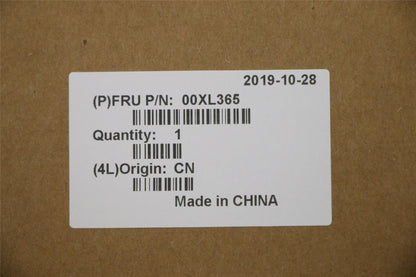 2019-10-28
(P)FRU P/N: 00XL365
Quantity: 1
(4L)Origin: CN
Made in CHINA